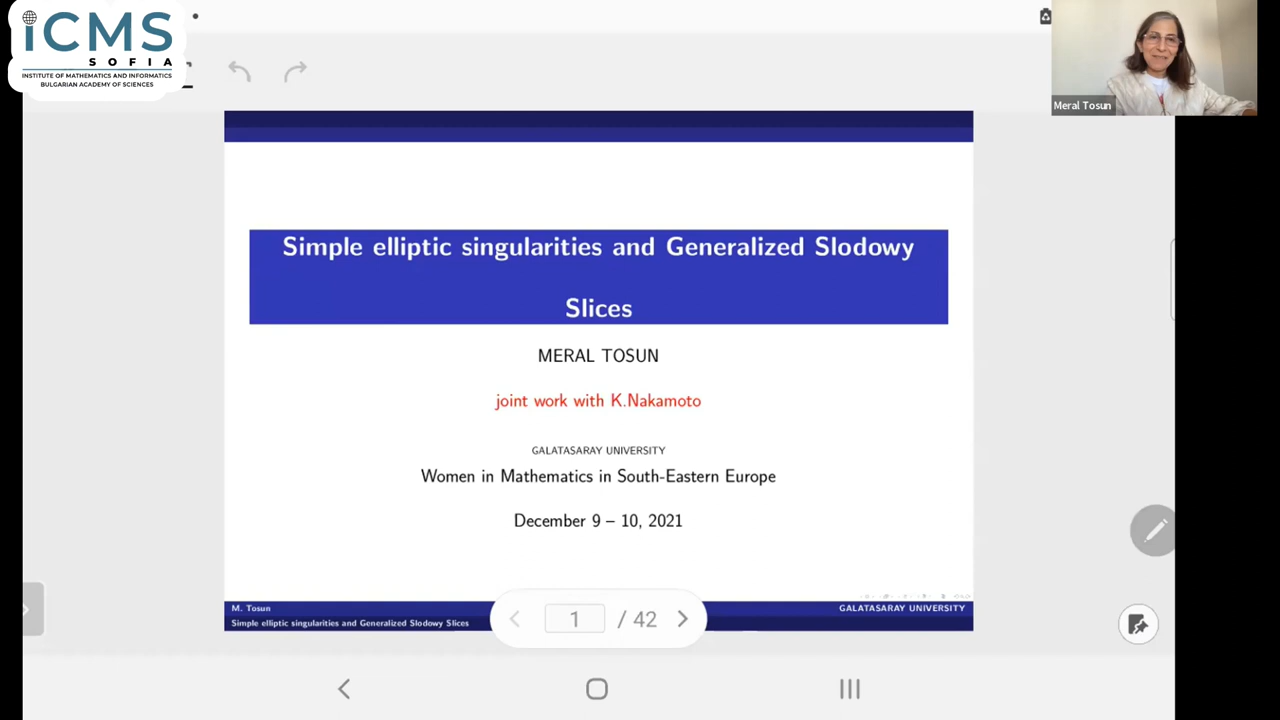 iCMS
SOFIA
INSTITUTE OF MATHEMATICS AND INFORMATICS
BULGARIAN ACADEMY OF SCIENCES
Meral Tosun
Simple elliptic singularities and Generalized Slodowy
Slices
MERAL TOSUN
joint work with K.Nakamoto
GALATASARAY UNIVERSITY
Women in Mathematics in South-Eastern Europe
December 9 – 10, 2021
M. Tosun
GALATASARAY UNIVERSITY
Simple elliptic singularities and Generalized Slodowy Slices
1 / 42